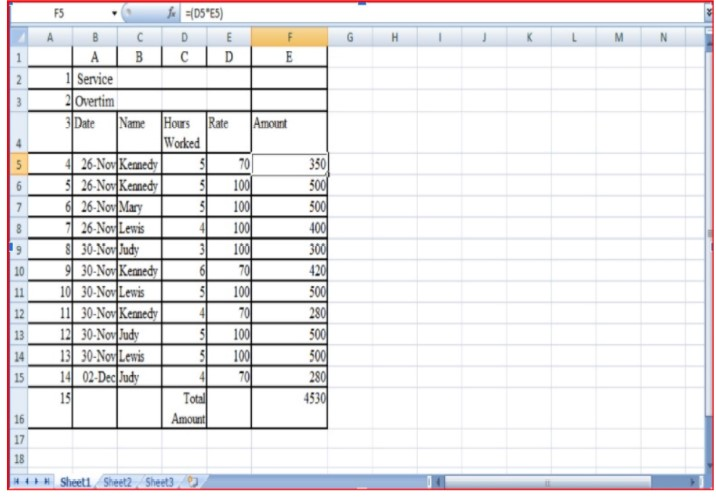 F5 fx =(D5*E5)
A B C D E F G H I J K L M N
1 A B C D E
2 1 Service
3 2 Overtim
4 3 Date Name Hours Worked Rate Amount
5 4 26-Nov Kennedy 5 70 350
6 5 26-Nov Kennedy 5 100 500
7 6 26-Nov Mary 5 100 500
8 7 26-Nov Lewis 4 100 400
9 8 30-Nov Judy 3 100 300
10 9 30-Nov Kennedy 6 70 420
11 10 30-Nov Lewis 5 100 500
12 11 30-Nov Kennedy 4 70 280
13 12 30-Nov Judy 5 100 500
14 13 30-Nov Lewis 5 100 500
15 14 02-Dec Judy 4 70 280
16 15 Total Amount 4530
17
18
Sheet1 Sheet2 Sheet3